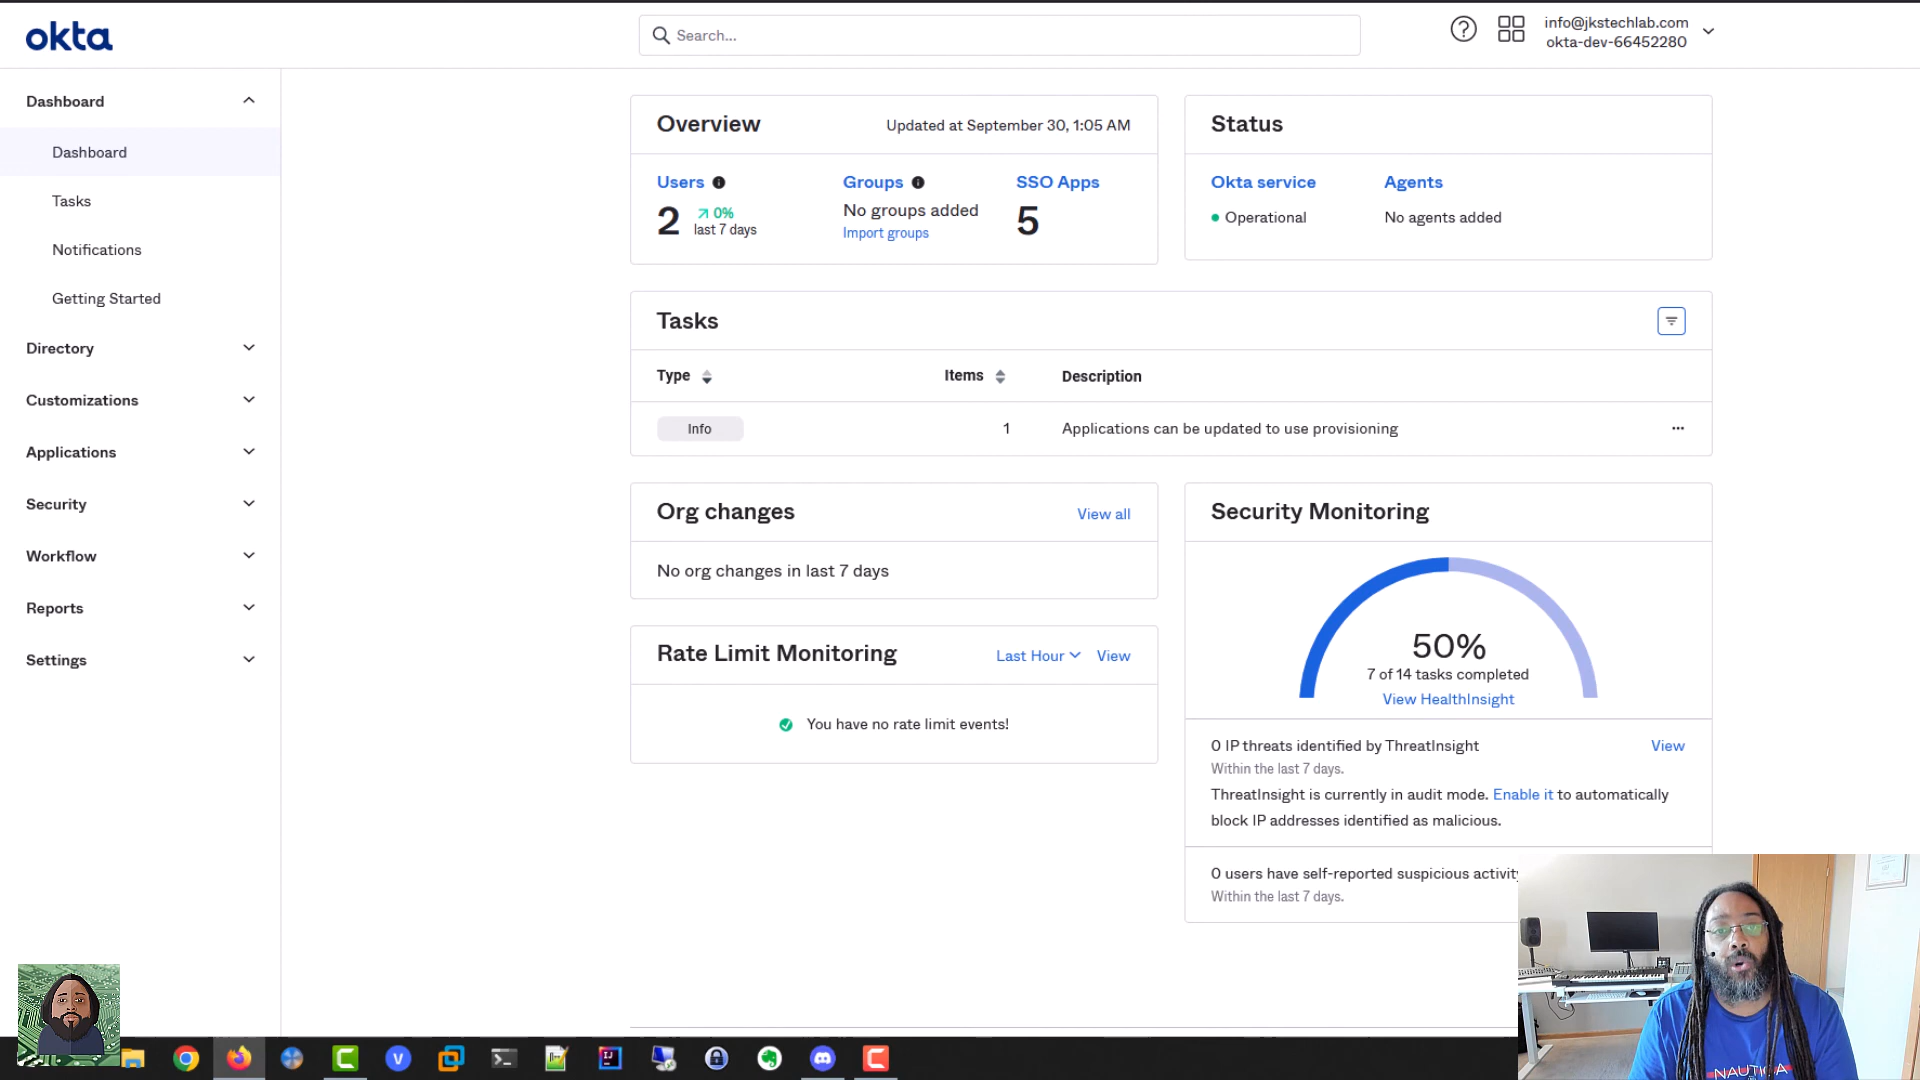 okta
Search...
info@jkstechlab.com
okta-dev-66452280
Dashboard
Dashboard
Tasks
Notifications
Getting Started
Directory
Customizations
Applications
Security
Workflow
Reports
Settings
Overview
Updated at September 30, 1:05 AM
Users
2
0%
last 7 days
Groups
No groups added
Import groups
SSO Apps
5
Status
Okta service
Operational
Agents
No agents added
Tasks
Type Items Description
Info 1 Applications can be updated to use provisioning
Org changes
View all
No org changes in last 7 days
Rate Limit Monitoring
Last Hour View
You have no rate limit events!
Security Monitoring
50%
7 of 14 tasks completed
View HealthInsight
0 IP threats identified by ThreatInsight
View
Within the last 7 days.
ThreatInsight is currently in audit mode. Enable it to automatically
block IP addresses identified as malicious.
0 users have self-reported suspicious activity
Within the last 7 days.
NAUTICA